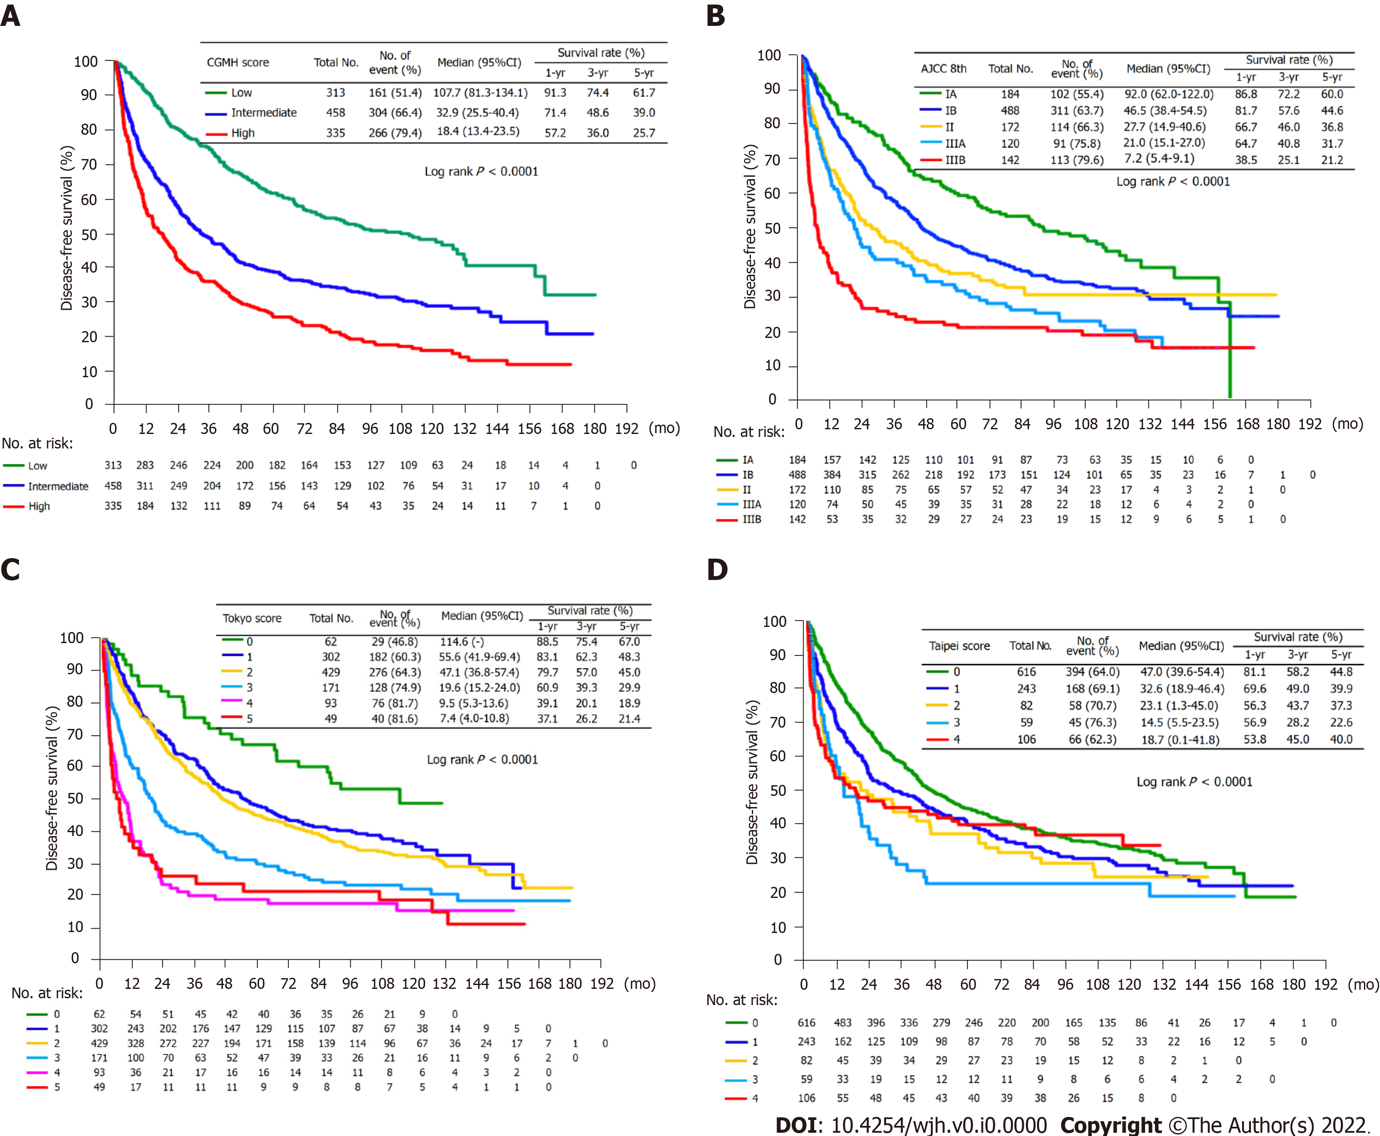 A
CGMH score Total No. No. of event (%) Median (95%CI) Survival rate (%)
1-yr 3-yr 5-yr
Low 313 161 (51.4) 107.7 (81.3-134.1) 91.3 74.4 61.7
Intermediate 458 304 (66.4) 32.9 (25.5-40.4) 71.4 48.6 39.0
High 335 266 (79.4) 18.4 (13.4-23.5) 57.2 36.0 25.7
Log rank P < 0.0001
Disease-free survival (%)
100
90
80
70
60
50
40
30
20
10
0
0 12 24 36 48 60 72 84 96 108 120 132 144 156 168 180 192 (mo)
No. at risk:
Low 313 283 246 224 200 182 164 153 127 109 63 24 18 14 4 1 0
Intermediate 458 311 249 204 172 156 143 129 102 76 54 31 17 10 4 0
High 335 184 132 111 89 74 64 54 43 35 24 14 11 7 1 0
B
AJCC 8th Total No. No. of event (%) Median (95%CI) Survival rate (%)
1-yr 3-yr 5-yr
IA 184 102 (55.4) 92.0 (62.0-122.0) 86.8 72.2 60.0
IB 488 311 (63.7) 46.5 (38.4-54.5) 81.7 57.6 44.6
II 172 114 (66.3) 27.7 (14.9-40.6) 66.7 46.0 36.8
IIIA 120 91 (75.8) 21.0 (15.1-27.0) 64.7 40.8 31.7
IIIB 142 113 (79.6) 7.2 (5.4-9.1) 38.5 25.1 21.2
Log rank P < 0.0001
Disease-free survival (%)
100
90
80
70
60
50
40
30
20
10
0
0 12 24 36 48 60 72 84 96 108 120 132 144 156 168 180 192 (mo)
No. at risk:
IA 184 157 142 125 110 101 91 87 73 63 35 15 10 6 0
IB 488 384 315 262 218 192 173 151 124 101 65 35 23 16 7 1 0
II 172 110 85 75 65 57 52 47 34 23 17 4 3 2 1 0
IIIA 120 74 50 45 39 35 31 28 22 18 12 6 4 2 0
IIIB 142 53 35 32 29 27 24 23 19 15 12 9 6 5 1 0
C
Tokyo score Total No. No. of event (%) Median (95%CI) Survival rate (%)
1-yr 3-yr 5-yr
0 62 29 (46.8) 114.6 (-) 88.5 75.4 67.0
1 302 182 (60.3) 55.6 (41.9-69.4) 83.1 62.3 48.3
2 429 276 (64.3) 47.1 (36.8-57.4) 79.7 57.0 45.0
3 171 128 (74.9) 19.6 (15.2-24.0) 60.9 39.3 29.9
4 93 76 (81.7) 9.5 (5.3-13.6) 39.1 20.1 18.9
5 49 40 (81.6) 7.4 (4.0-10.8) 37.1 26.2 21.4
Log rank P < 0.0001
Disease-free survival (%)
100
90
80
70
60
50
40
30
20
10
0
0 12 24 36 48 60 72 84 96 108 120 132 144 156 168 180 192 (mo)
No. at risk:
0 62 54 51 45 42 40 36 35 26 21 9 0
1 302 243 202 176 147 129 115 107 87 67 38 14 9 5 0
2 429 328 272 227 194 171 158 139 114 96 67 36 24 17 7 1 0
3 171 100 70 63 52 47 39 33 26 21 16 11 9 6 2 0
4 93 36 21 17 16 16 14 14 11 8 6 4 3 2 0
5 49 17 11 11 11 9 9 8 8 7 5 4 1 1 0
D
Taipei score Total No. No. of event (%) Median (95%CI) Survival rate (%)
1-yr 3-yr 5-yr
0 616 394 (64.0) 47.0 (39.6-54.4) 81.1 58.2 44.8
1 243 168 (69.1) 32.6 (18.9-46.4) 69.6 49.0 39.9
2 82 58 (70.7) 23.1 (1.3-45.0) 56.3 43.7 37.3
3 59 45 (76.3) 14.5 (5.5-23.5) 56.9 28.2 22.6
4 106 66 (62.3) 18.7 (0.1-41.8) 53.8 45.0 40.0
Log rank P < 0.0001
Disease-free survival (%)
100
90
80
70
60
50
40
30
20
10
0
0 12 24 36 48 60 72 84 96 108 120 132 144 156 168 180 192 (mo)
No. at risk:
0 616 483 396 336 279 246 220 200 165 135 86 41 26 17 4 1 0
1 243 162 125 109 98 87 78 70 58 52 33 22 16 12 5 0
2 82 45 39 34 29 27 23 19 15 12 8 2 1 0
3 59 33 19 15 12 12 11 9 8 6 6 4 2 2 0
4 106 55 48 45 43 40 39 38 26 15 8 0
DOI: 10.4254/wjh.v0.i0.0000 Copyright ©The Author(s) 2022.